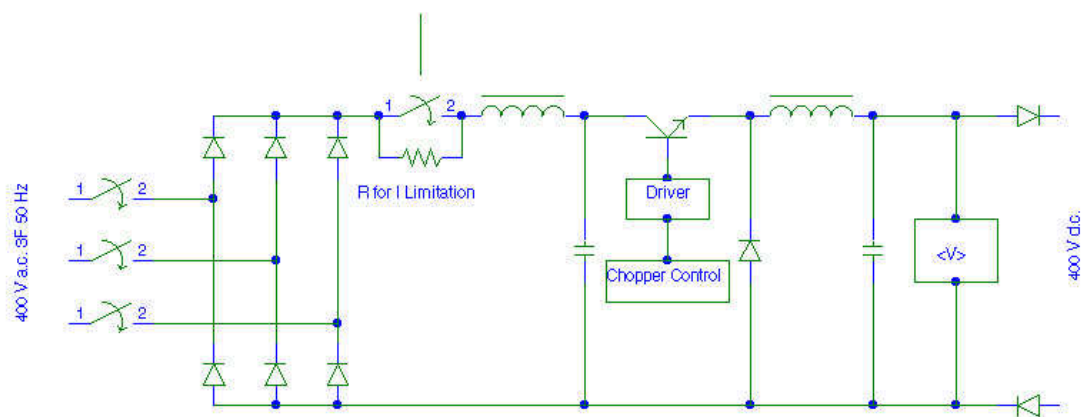 1 2
R for I Limitation
Driver
Chopper Control
<V>
1 2
1 2
1 2
400 V a.c. 3F 50 Hz
400 V d.c.